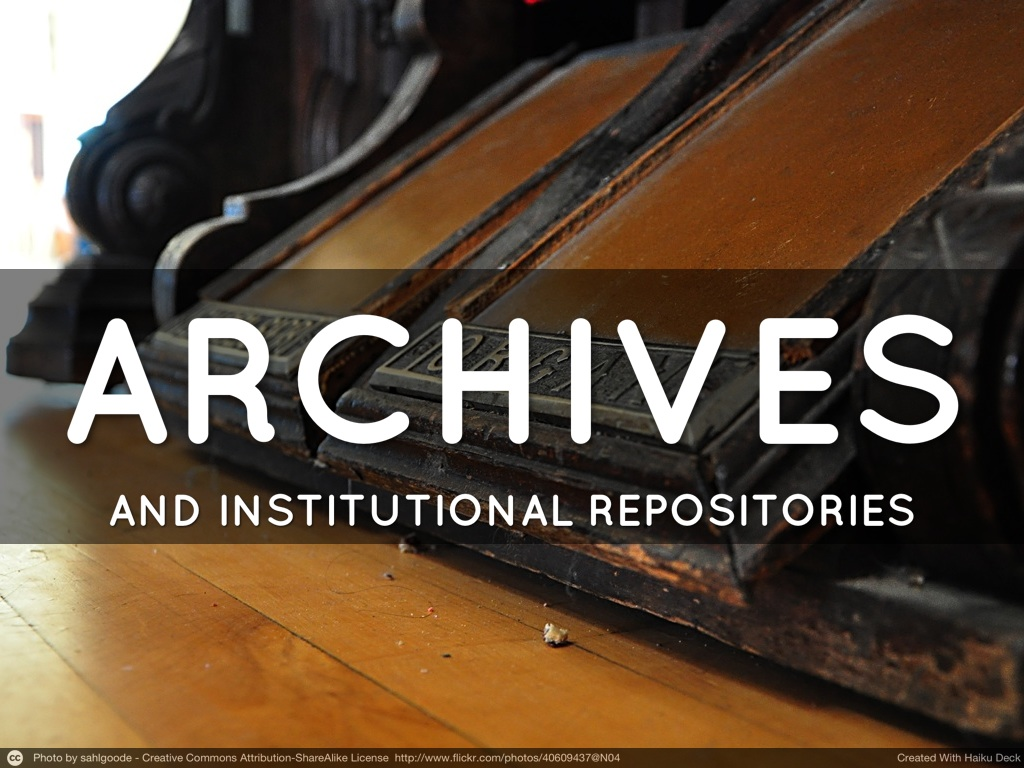 ARCHIVES
AND INSTITUTIONAL REPOSITORIES
Photo by sahlgoode - Creative Commons Attribution-ShareAlike License http://www.flickr.com/photos/40609437@N04
Created With Haiku Deck